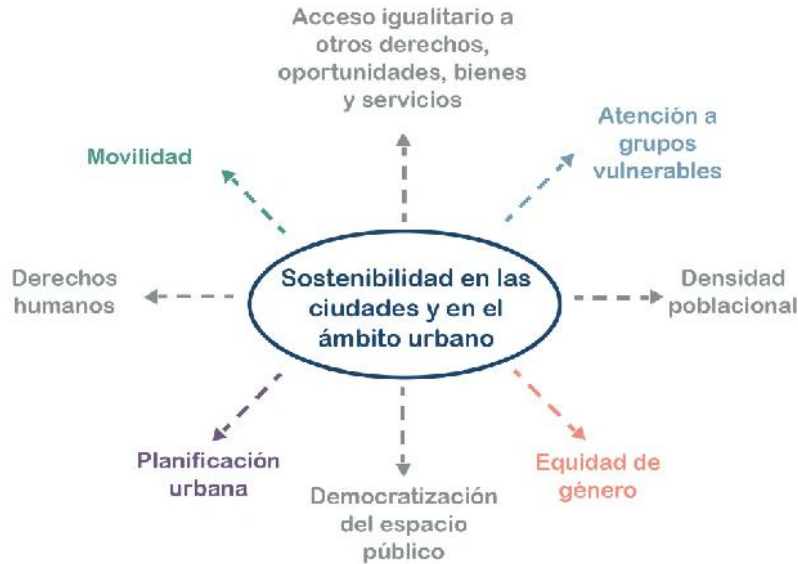 Acceso igualitario a
otros derechos,
oportunidades, bienes
y servicios
Movilidad
Atención a
grupos
vulnerables
Derechos
humanos
Sostenibilidad en las
ciudades y en el
ámbito urbano
Densidad
poblacional
Planificación
urbana
Democratización
del espacio
público
Equidad de
género